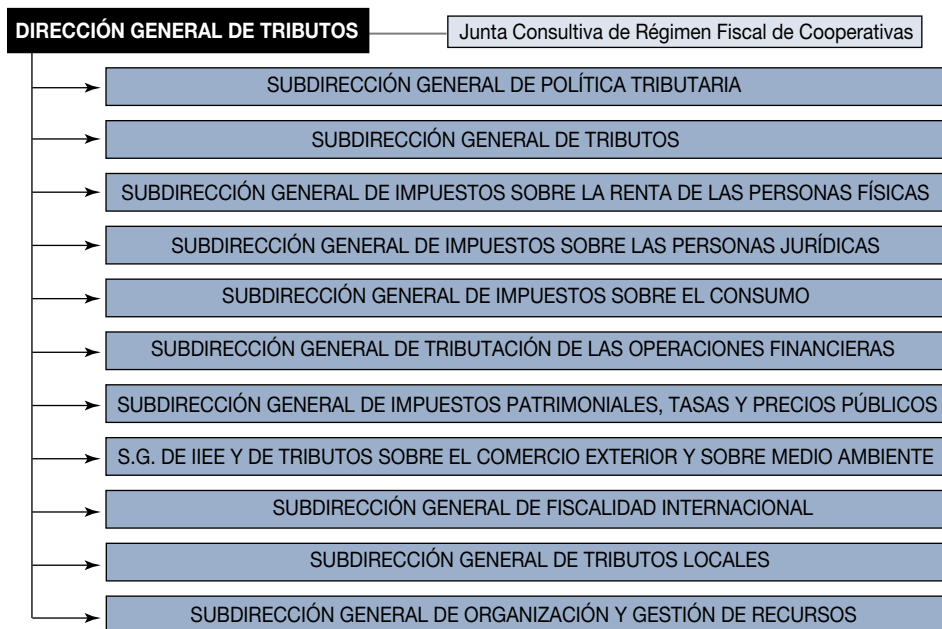 DIRECCIÓN GENERAL DE TRIBUTOS
Junta Consultiva de Régimen Fiscal de Cooperativas
SUBDIRECCIÓN GENERAL DE POLÍTICA TRIBUTARIA
SUBDIRECCIÓN GENERAL DE TRIBUTOS
SUBDIRECCIÓN GENERAL DE IMPUESTOS SOBRE LA RENTA DE LAS PERSONAS FÍSICAS
SUBDIRECCIÓN GENERAL DE IMPUESTOS SOBRE LAS PERSONAS JURÍDICAS
SUBDIRECCIÓN GENERAL DE IMPUESTOS SOBRE EL CONSUMO
SUBDIRECCIÓN GENERAL DE TRIBUTACIÓN DE LAS OPERACIONES FINANCIERAS
SUBDIRECCIÓN GENERAL DE IMPUESTOS PATRIMONIALES, TASAS Y PRECIOS PÚBLICOS
S.G. DE IIEE Y DE TRIBUTOS SOBRE EL COMERCIO EXTERIOR Y SOBRE MEDIO AMBIENTE
SUBDIRECCIÓN GENERAL DE FISCALIDAD INTERNACIONAL
SUBDIRECCIÓN GENERAL DE TRIBUTOS LOCALES
SUBDIRECCIÓN GENERAL DE ORGANIZACIÓN Y GESTIÓN DE RECURSOS